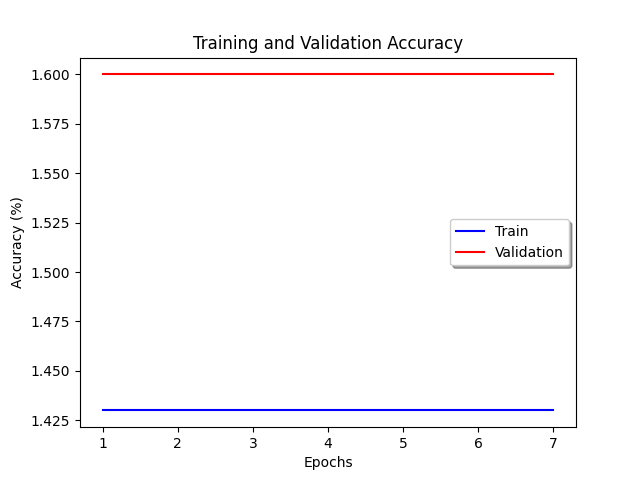 Training and Validation Accuracy
1.600
1.575
1.550
1.525
1.500
1.475
1.450
1.425
Accuracy (%)
Train
Validation
1 2 3 4 5 6 7
Epochs